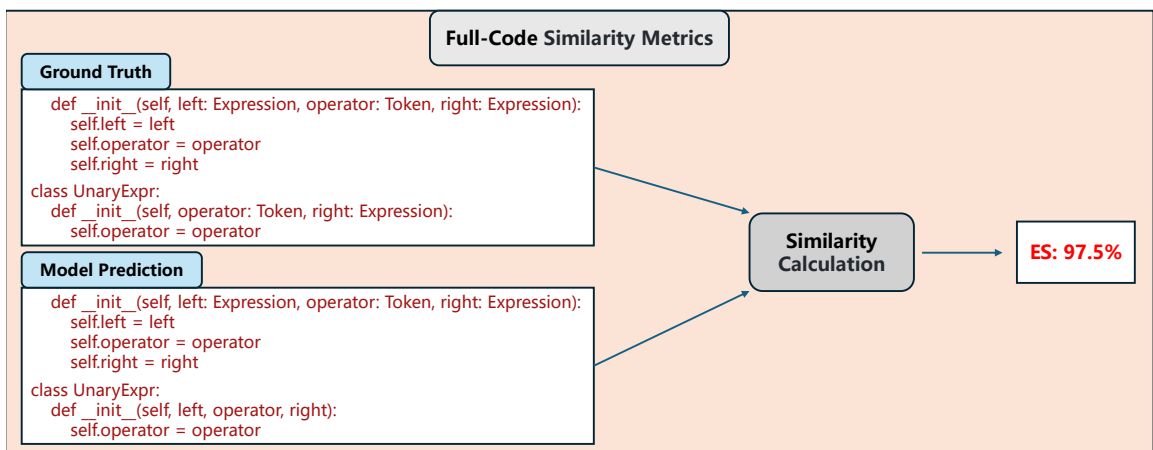 Full-Code Similarity Metrics
Ground Truth
def __init__(self, left: Expression, operator: Token, right: Expression):
self.left = left
self.operator = operator
self.right = right
class UnaryExpr:
def __init__(self, operator: Token, right: Expression):
self.operator = operator
Model Prediction
def __init__(self, left: Expression, operator: Token, right: Expression):
self.left = left
self.operator = operator
self.right = right
class UnaryExpr:
def __init__(self, left, operator, right):
self.operator = operator
Similarity
Calculation
ES: 97.5%